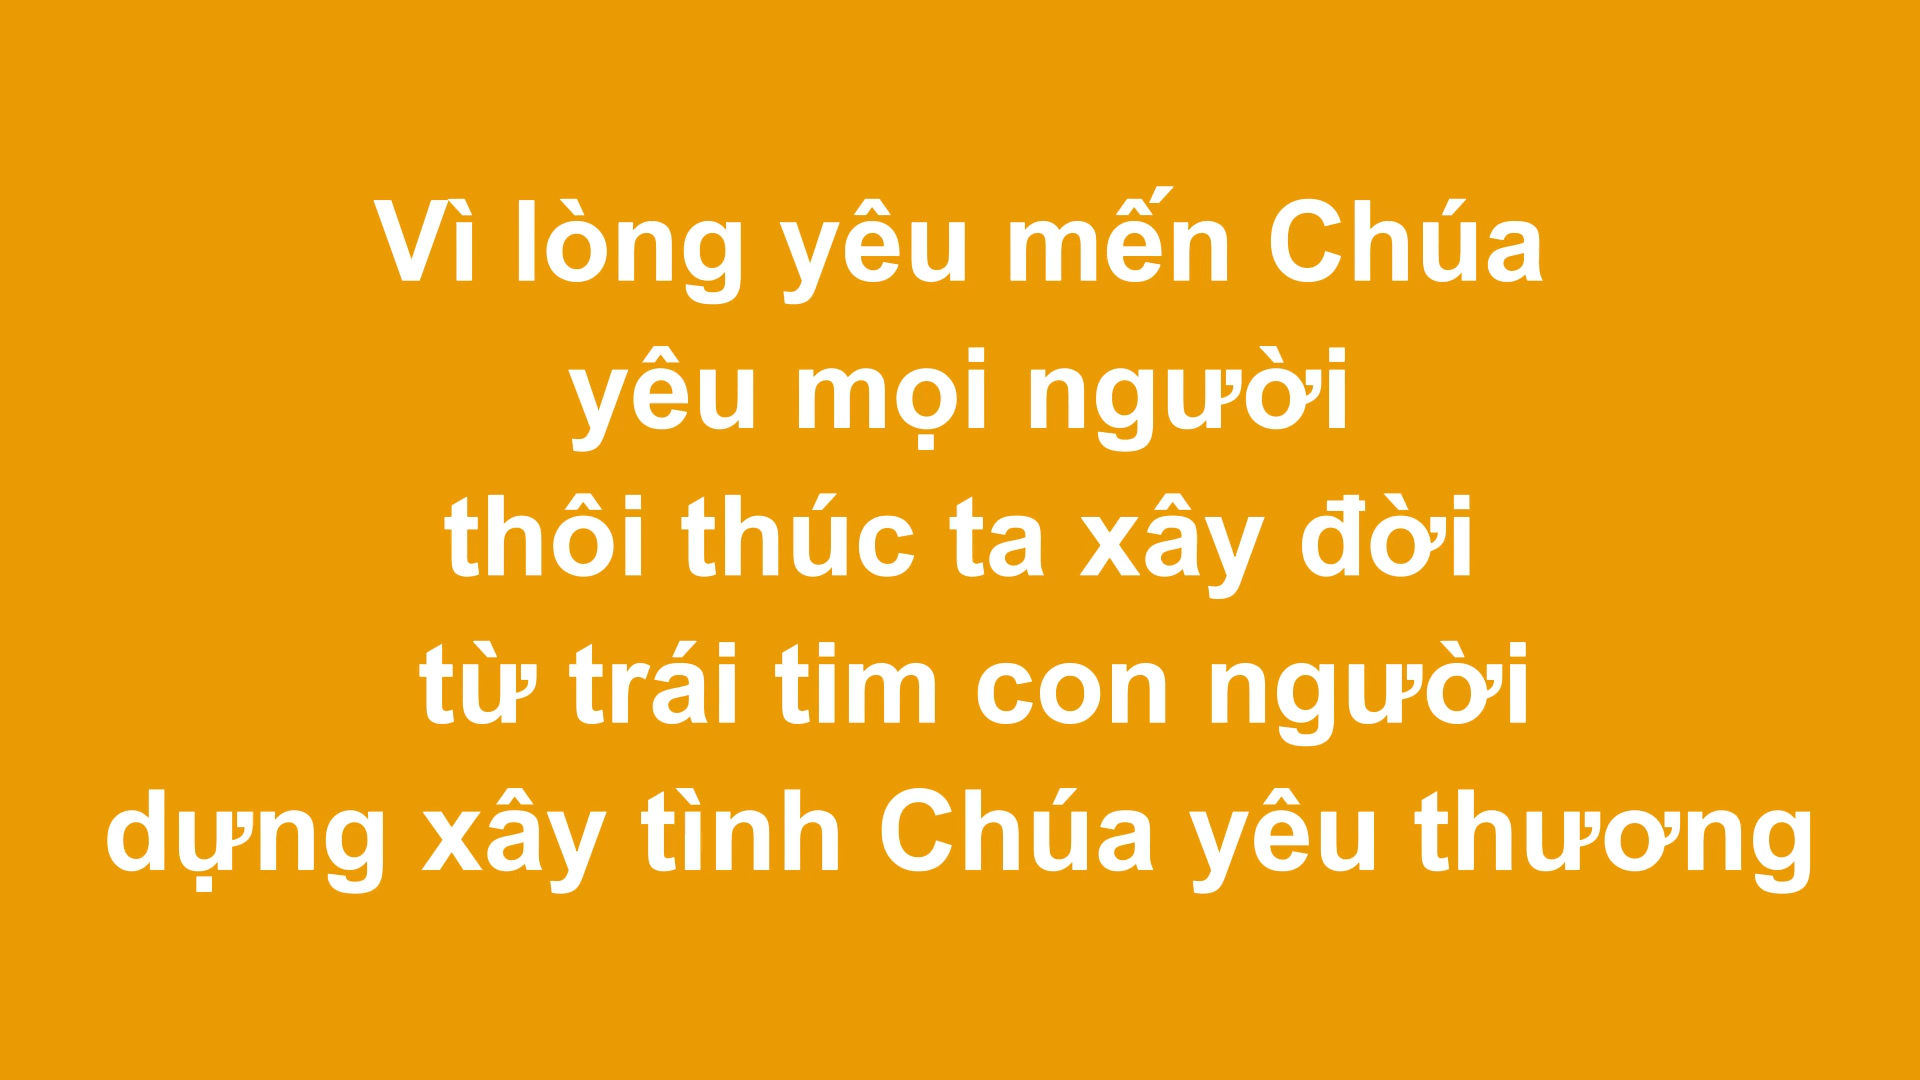 Vì lòng yêu mến Chúa
yêu mọi người
thôi thúc ta xây đời
từ trái tim con người
dựng xây tình Chúa yêu thương